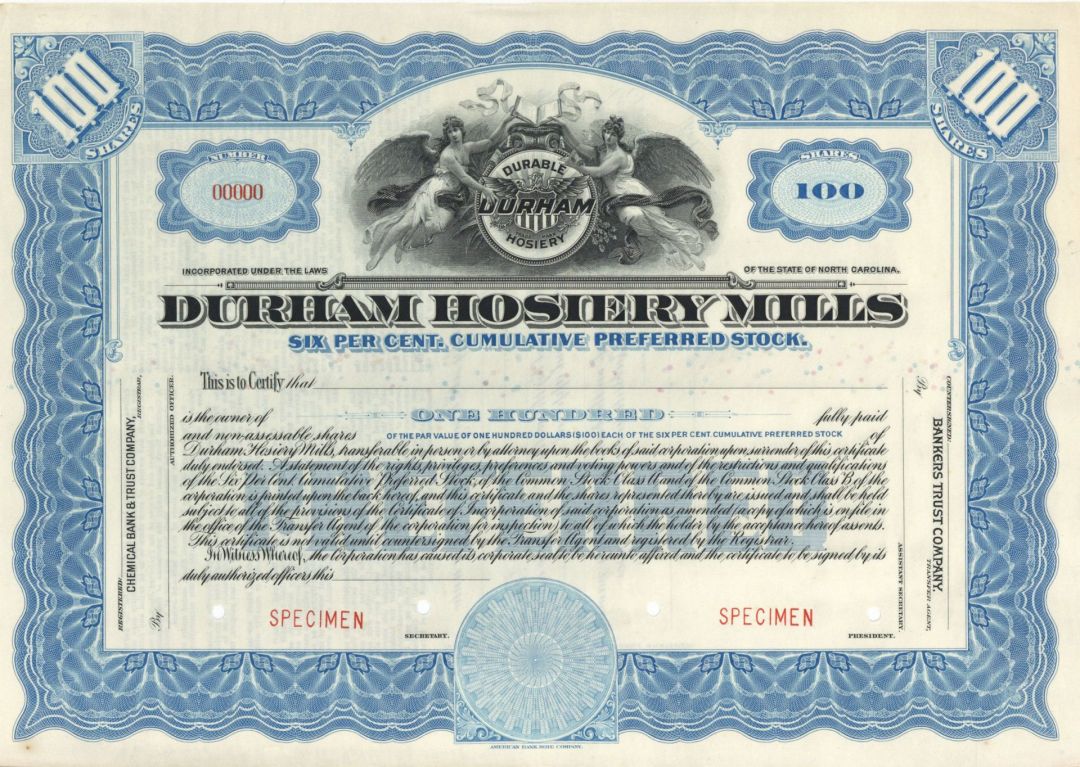 100
SHARES
100
SHARES
NUMBER
00000
SHARES
100
DURABLE
DURHAM
HOSIERY
INCORPORATED UNDER THE LAWS
OF THE STATE OF NORTH CAROLINA.
DURHAM HOSIERY MILLS
SIX PER CENT. CUMULATIVE PREFERRED STOCK.
This is to Certify that
is the owner of ONE HUNDRED fully paid
and non-assessable shares OF THE PAR VALUE OF ONE HUNDRED DOLLARS ($100) EACH OF THE SIX PER CENT CUMULATIVE PREFERRED STOCK of
Durham Hosiery Mills, transferable in person or by attorney upon the books of said corporation upon surrender of this certificate
duly endorsed. A statement of the rights, privileges, preferences and voting powers and of the restrictions and qualifications
of the Six Per Cent. Cumulative Preferred Stock, of the Common Stock Class A and of the Common Stock Class B of the
corporation is printed upon the back hereof, and this certificate and the shares represented thereby are issued and shall be held
subject to all of the provisions of the Certificate of Incorporation of said corporation as amended (a copy of which is on file in
the office of the Transfer Agent of the corporation for inspection) to all of which the holder by the acceptance hereof assents.
This certificate is not valid until countersigned by the Transfer Agent and registered by the Registrar.
In Witness Whereof, the corporation has caused its corporate seal to be hereunto affixed and the certificate to be signed by its
duly authorized officers this
SPECIMEN
SECRETARY.
SPECIMEN
PRESIDENT.
ASSISTANT SECRETARY.
REGISTERED:
CHEMICAL BANK & TRUST COMPANY,
REGISTRAR,
By
AUTHORIZED OFFICER.
COUNTERSIGNED:
BANKERS TRUST COMPANY.
TRANSFER AGENT,
By
AMERICAN BANK NOTE COMPANY.